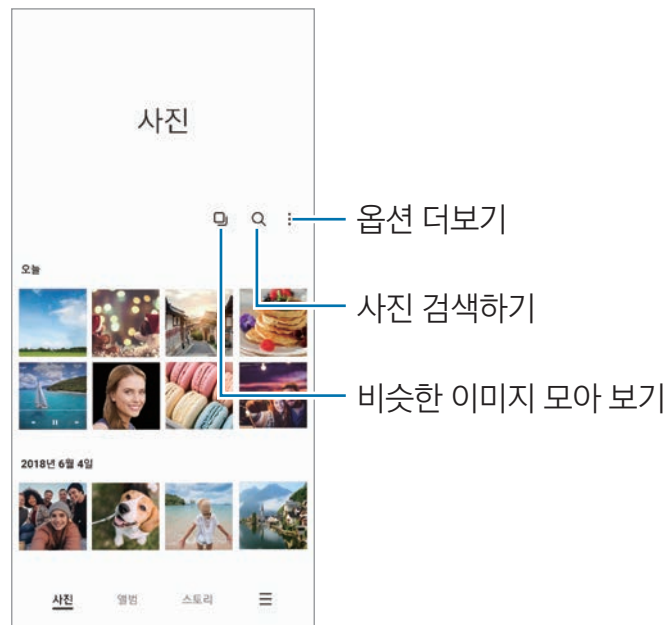 사진
옵션 더보기
오늘
사진 검색하기
비슷한 이미지 모아 보기
2018년 6월 4일
사진 앨범 스토리